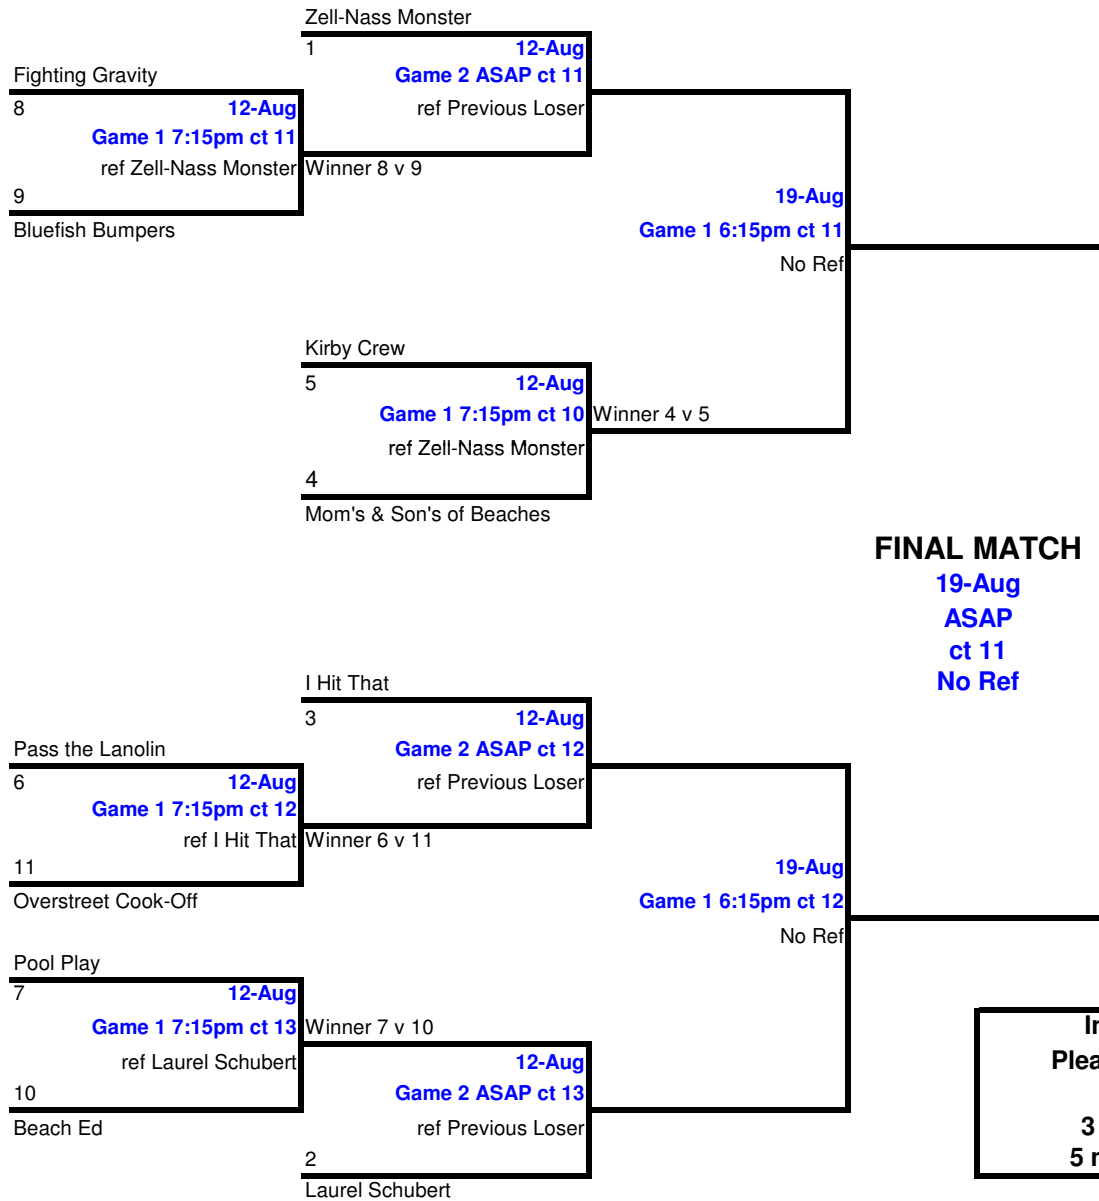 Zell-Nass Monster
1 12-Aug
Game 2 ASAP ct 11
ref Previous Loser
Fighting Gravity
8 12-Aug
Game 1 7:15pm ct 11
ref Zell-Nass Monster Winner 8 v 9
9
Bluefish Bumpers
19-Aug
Game 1 6:15pm ct 11
No Ref
Kirby Crew
5 12-Aug
Game 1 7:15pm ct 10 Winner 4 v 5
ref Zell-Nass Monster
4
Mom's & Son's of Beaches
FINAL MATCH
19-Aug
ASAP
ct 11
No Ref
I Hit That
3 12-Aug
Game 2 ASAP ct 12
ref Previous Loser
Pass the Lanolin
6 12-Aug
Game 1 7:15pm ct 12
ref I Hit That Winner 6 v 11
11
Overstreet Cook-Off
19-Aug
Game 1 6:15pm ct 12
No Ref
Pool Play
7 12-Aug
Game 1 7:15pm ct 13 Winner 7 v 10
ref Laurel Schubert
10
Beach Ed
12-Aug
Game 2 ASAP ct 13
ref Previous Loser
2
Laurel Schubert
3
5